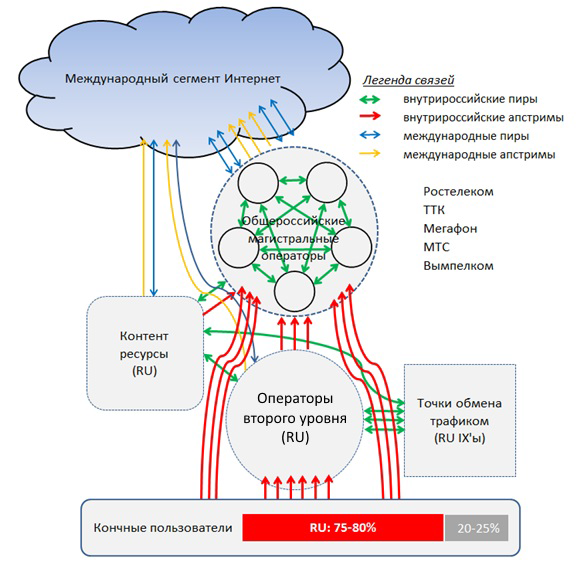 Международный сегмент Интернет
Легенда связей
внутрироссийские пиры
внутрироссийские апстримы
международные пиры
международные апстримы
Ростелеком
ТТК
Мегафон
МТС
Вымпелком
Общероссийские
магистральные
операторы
Контент
ресурсы
(RU)
Операторы
второго уровня
(RU)
Точки обмена
трафиком
(RU IX'ы)
Кончные пользователи
RU: 75-80%
20-25%